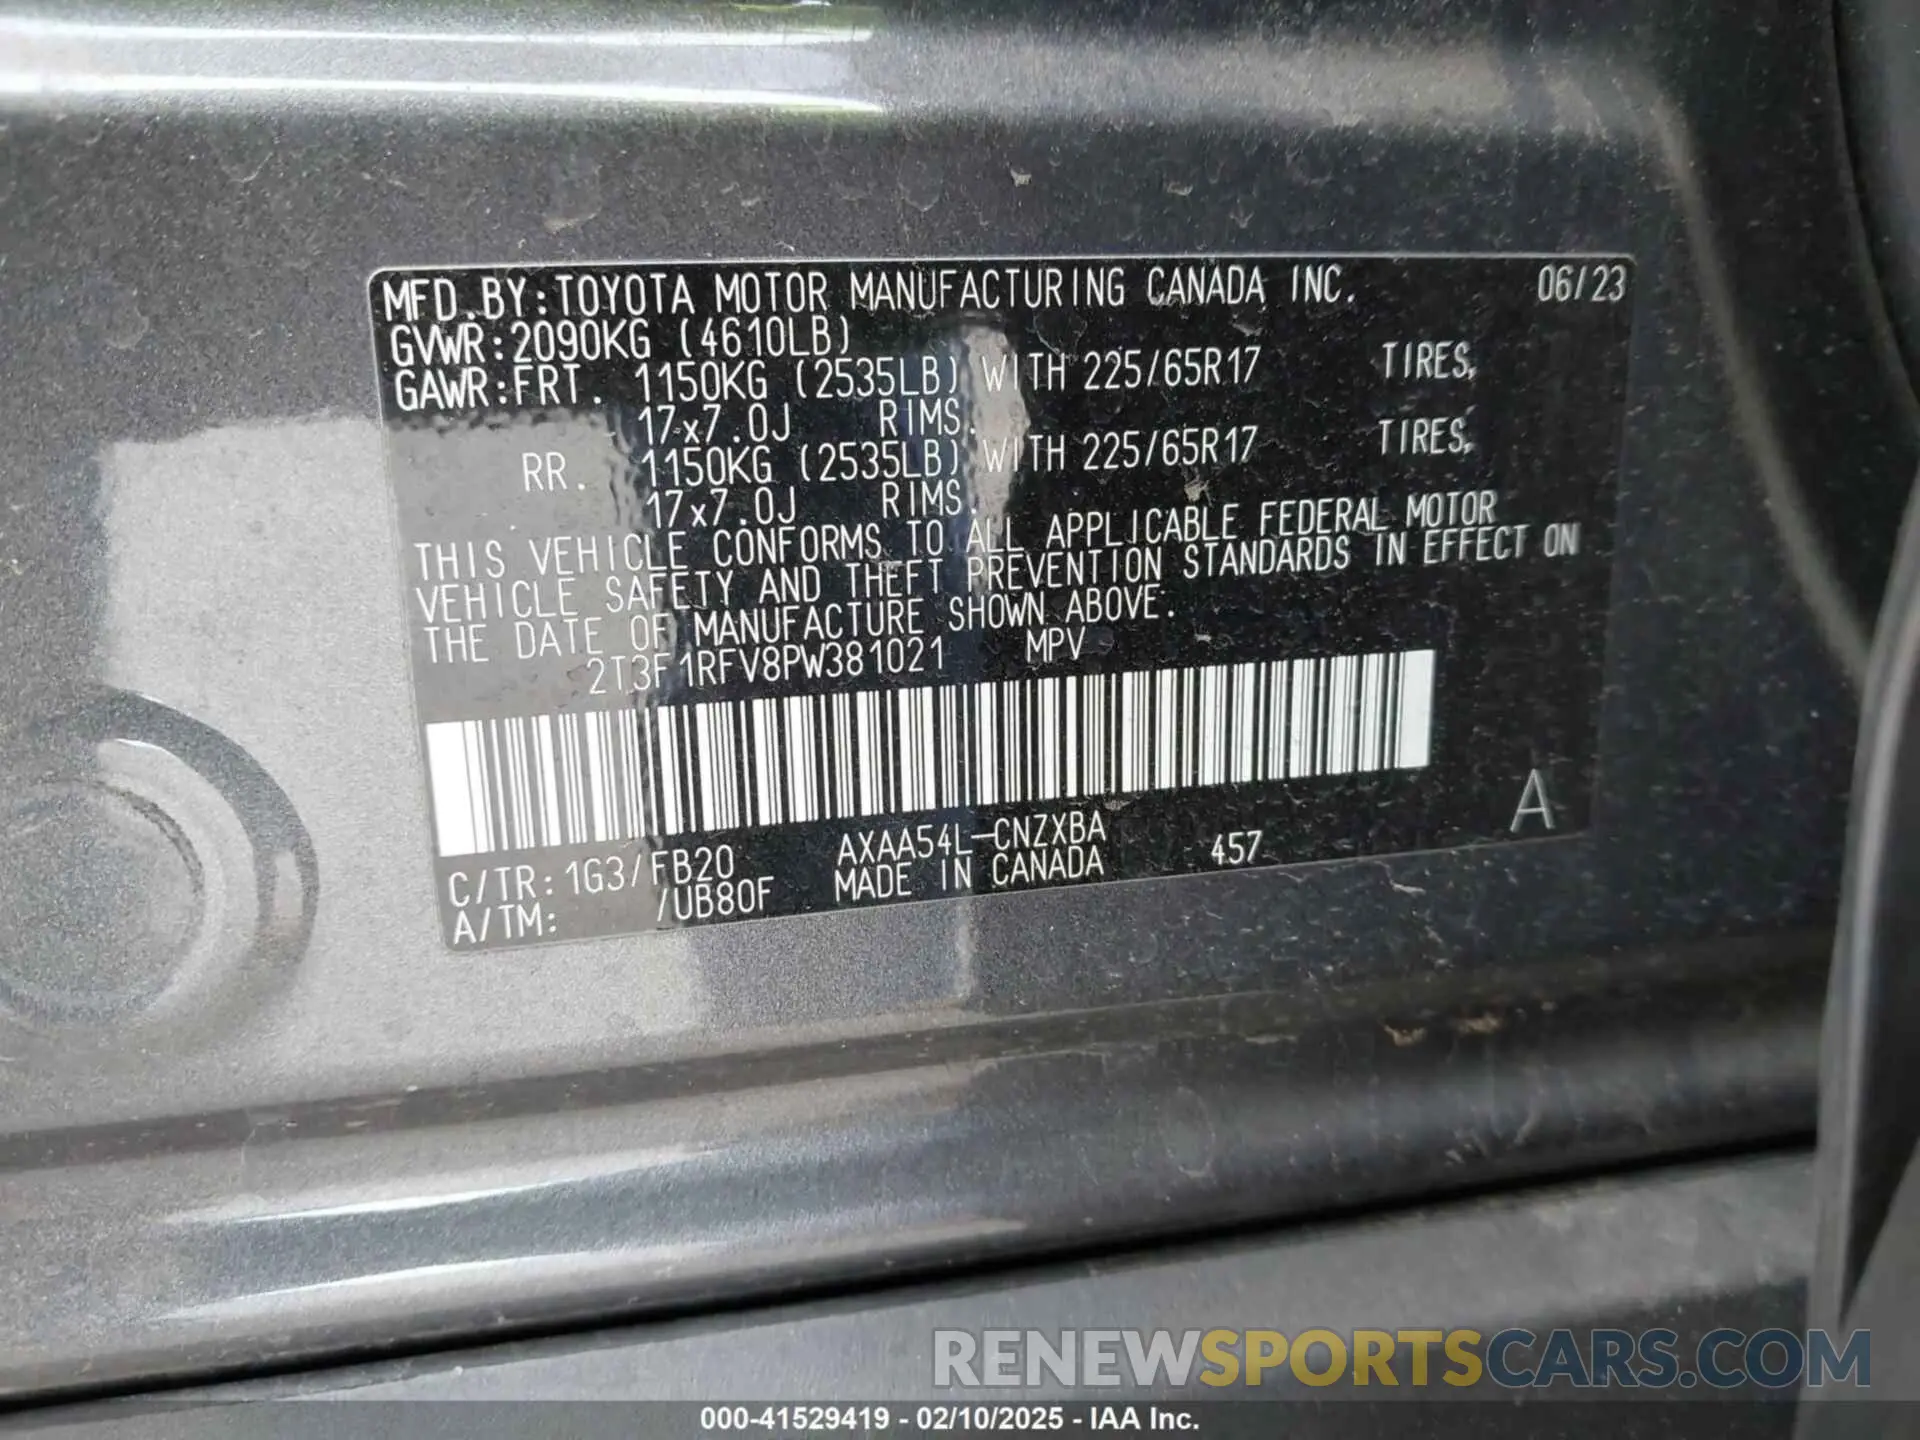 MFD.BY:TOYOTA MOTOR MANUFACTURING CANADA INC. 06/23
GVWR:2090KG (4610LB)
GAWR:FRT. 1150KG (2535LB) WITH 225/65R17 TIRES,
17x7.0J RIMS.
RR. 1150KG (2535LB) WITH 225/65R17 TIRES,
17x7.0J RIMS.
THIS VEHICLE CONFORMS TO ALL APPLICABLE FEDERAL MOTOR
VEHICLE SAFETY AND THEFT PREVENTION STANDARDS IN EFFECT ON
THE DATE OF MANUFACTURE SHOWN ABOVE.
2T3F1RFV8PW381021 MPV
C/TR:1G3/FB20 AXAA54L-CNZXBA 457 A
A/TM: /UB80F MADE IN CANADA
RENEWSPORTSCARS.COM
000-41529419 - 02/10/2025 - IAA Inc.